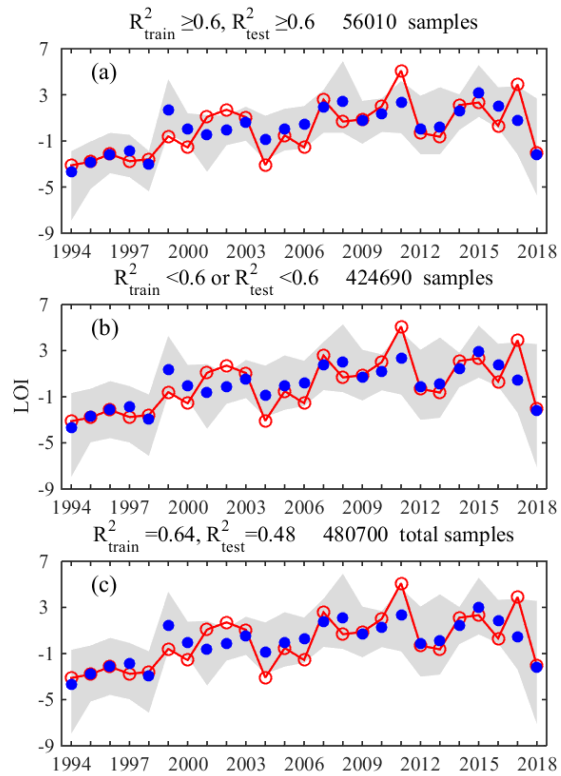 R²train ≥0.6, R²test ≥0.6 56010 samples
(a)
7
3
-1
-5
-9
1994 1997 2000 2003 2006 2009 2012 2015 2018
R²train <0.6 or R²test <0.6 424690 samples
(b)
7
3
-1
-5
-9
LOI
1994 1997 2000 2003 2006 2009 2012 2015 2018
R²train =0.64, R²test=0.48 480700 total samples
(c)
7
3
-1
-5
-9
1994 1997 2000 2003 2006 2009 2012 2015 2018